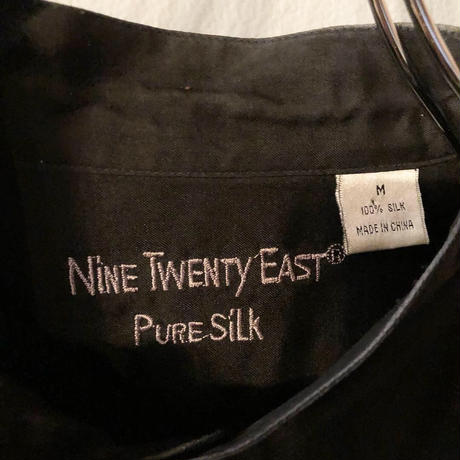 M
100% SILK
MADE IN CHINA
NiNE TWENTY EAST®
PURE SiLK